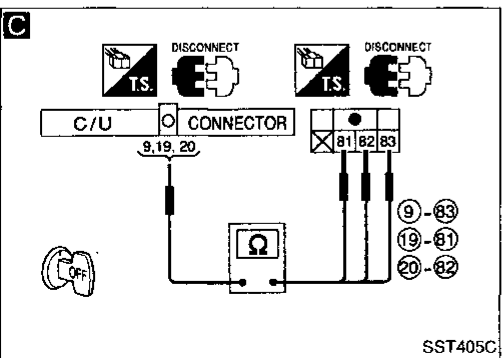 C
DISCONNECT DISCONNECT
T.S. T.S.
C/U CONNECTOR
81 82 83
9, 19, 20
Ω
9 - 83
19 - 81
20 - 82
OFF
SST405C